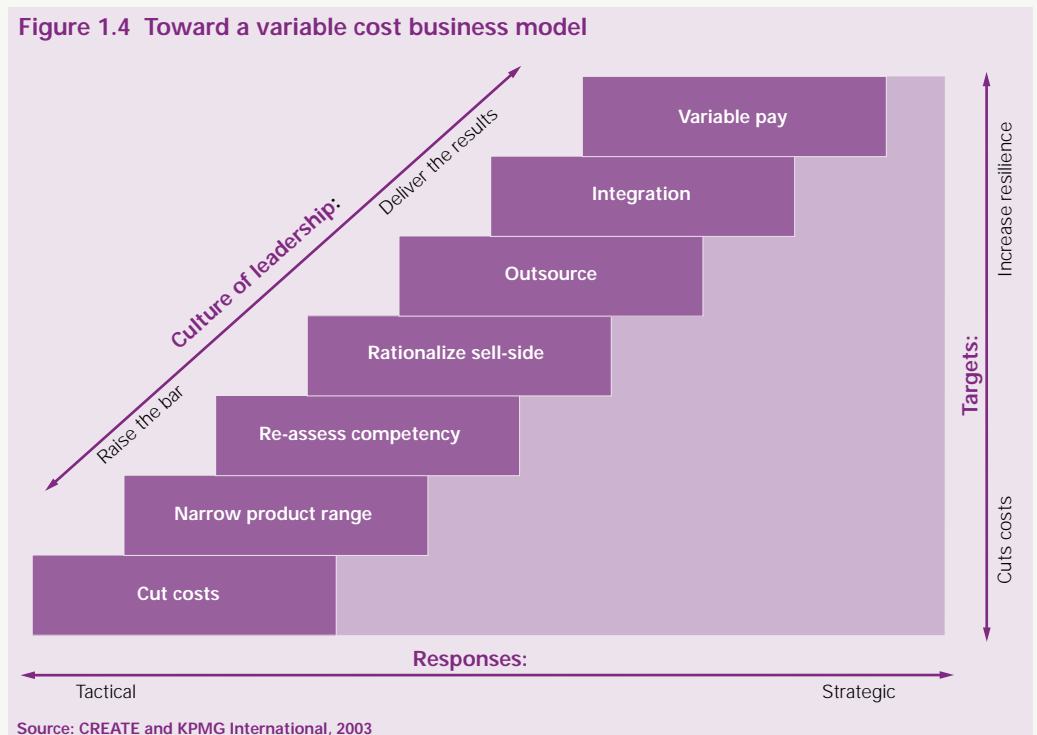 Figure 1.4 Toward a variable cost business model
Variable pay
Integration
Outsource
Rationalize sell-side
Re-assess competency
Narrow product range
Cut costs
Culture of leadership:
Deliver the results
Raise the bar
Targets:
Increase resilience
Cuts costs
Responses:
Tactical
Strategic
Source: CREATE and KPMG International, 2003